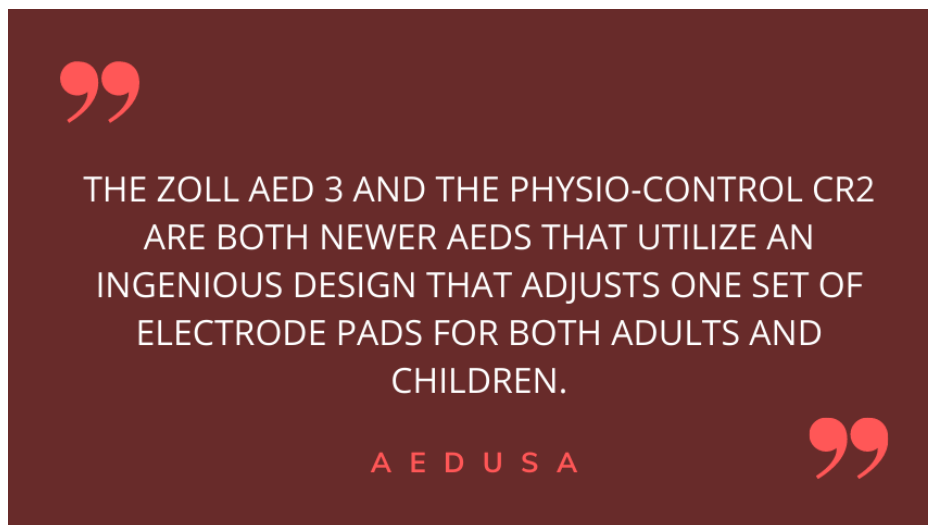 THE ZOLL AED 3 AND THE PHYSIO-CONTROL CR2
ARE BOTH NEWER AEDS THAT UTILIZE AN
INGENIOUS DESIGN THAT ADJUSTS ONE SET OF
ELECTRODE PADS FOR BOTH ADULTS AND
CHILDREN.
AEDUSA